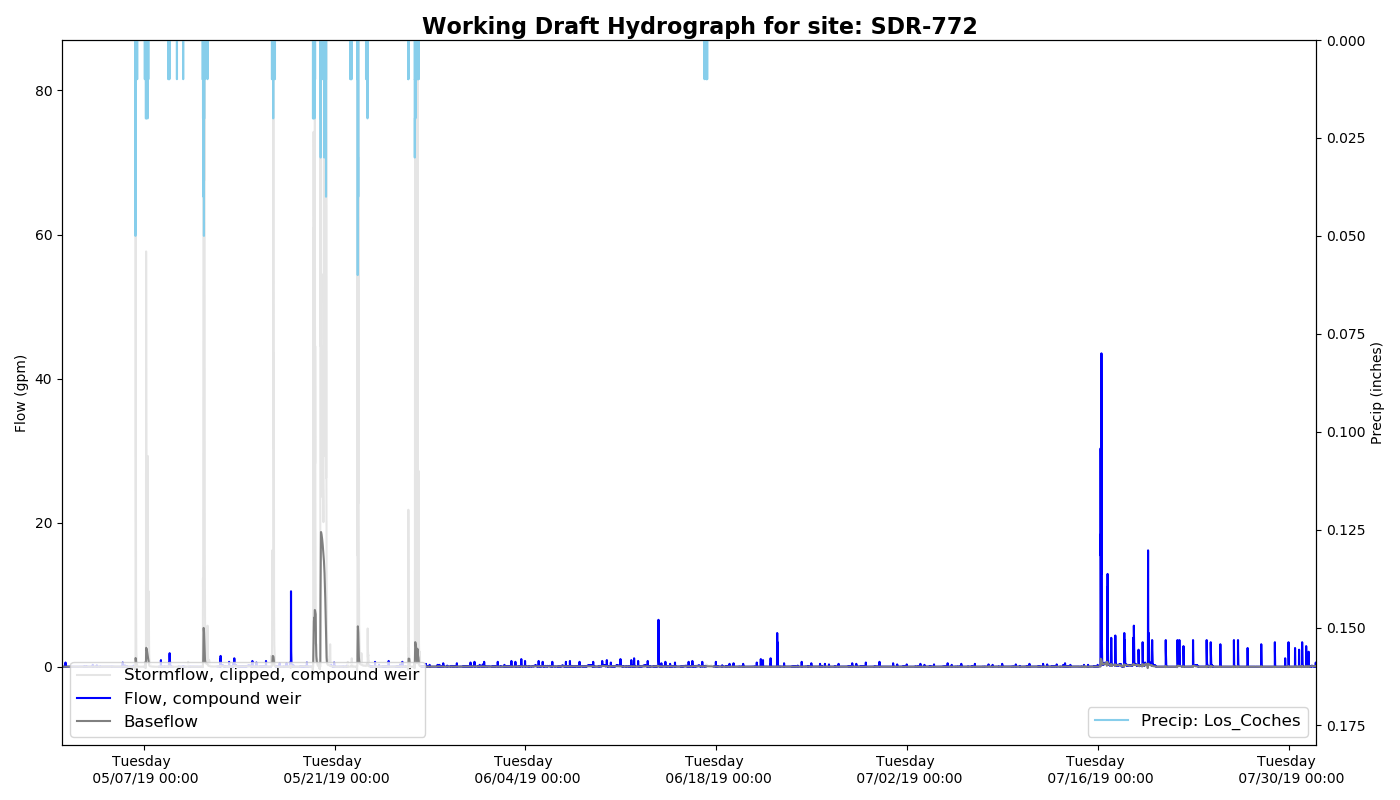 Working Draft Hydrograph for site: SDR-772
80
60
40
20
0
Flow (gpm)
0.000
0.025
0.050
0.075
0.100
0.125
0.150
0.175
Precip (inches)
Stormflow, clipped, compound weir
Flow, compound weir
Baseflow
Precip: Los_Coches
Tuesday
05/07/19 00:00
Tuesday
05/21/19 00:00
Tuesday
06/04/19 00:00
Tuesday
06/18/19 00:00
Tuesday
07/02/19 00:00
Tuesday
07/16/19 00:00
Tuesday
07/30/19 00:00